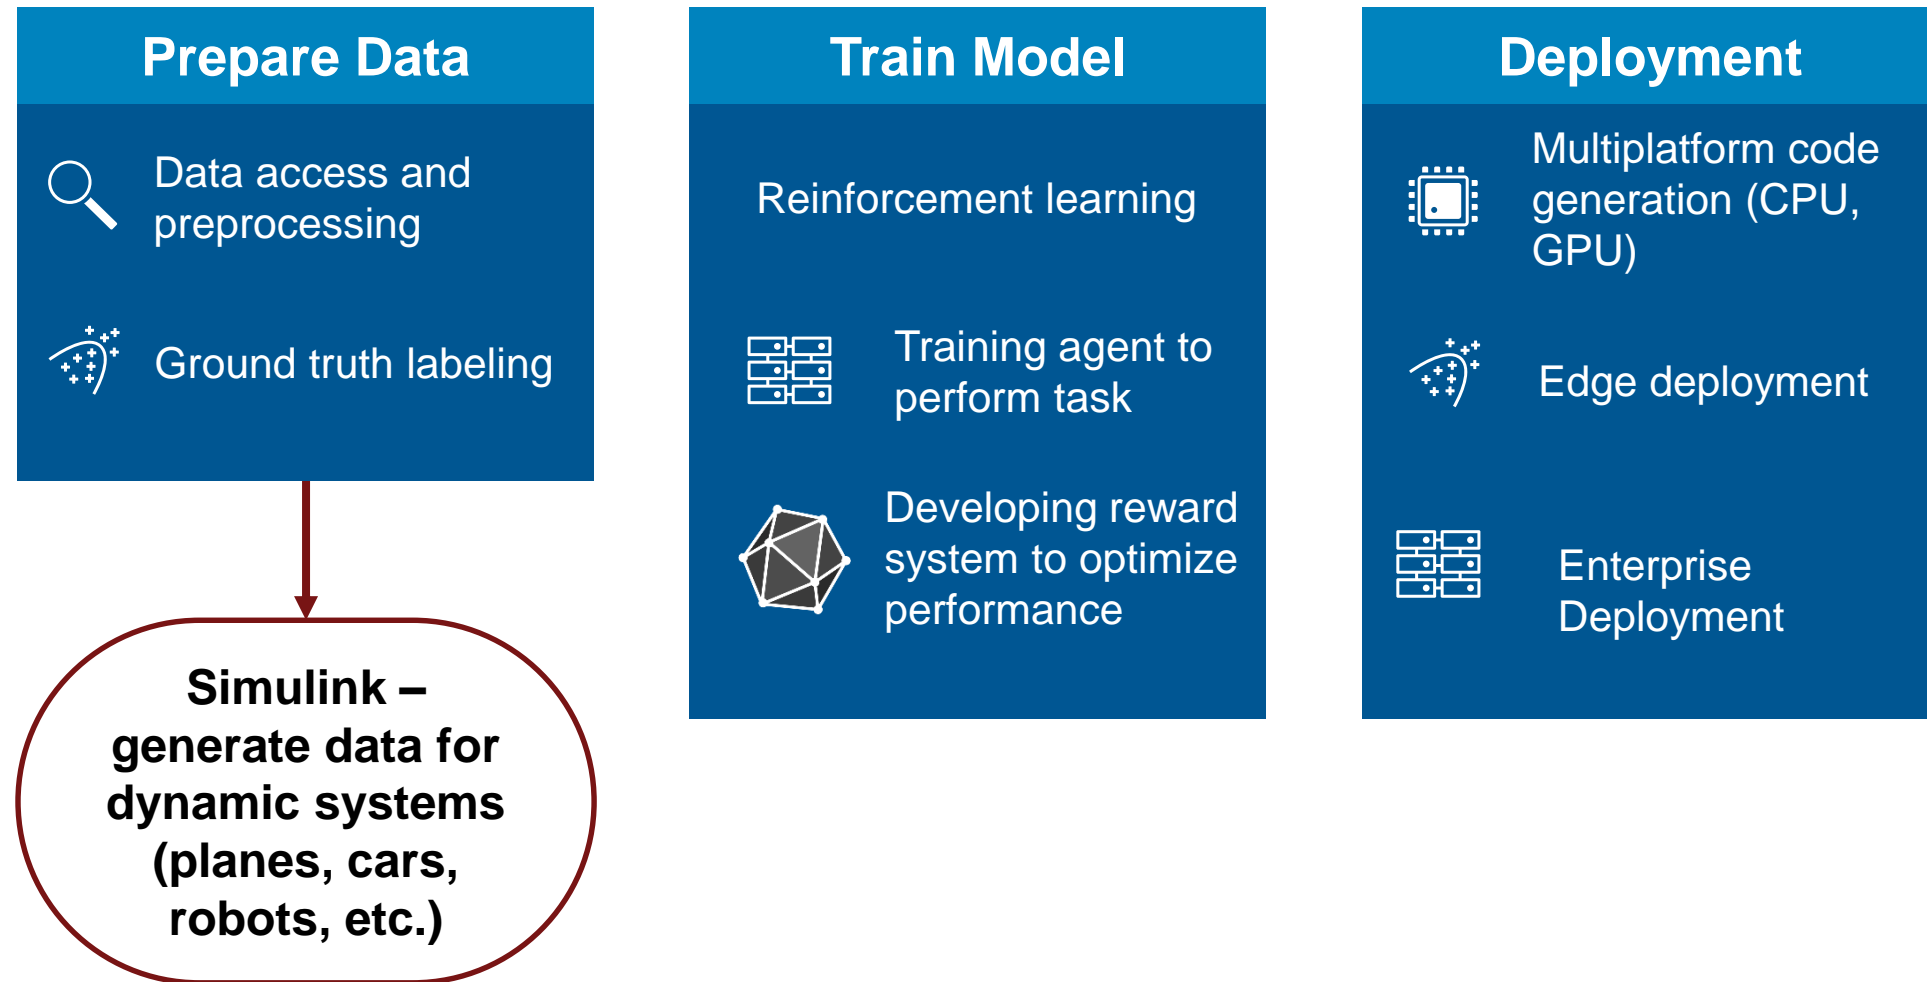 Prepare Data
Data access and
preprocessing
Ground truth labeling
Simulink –
generate data for
dynamic systems
(planes, cars,
robots, etc.)
Train Model
Reinforcement learning
Training agent to
perform task
Developing reward
system to optimize
performance
Deployment
Multiplatform code
generation (CPU,
GPU)
Edge deployment
Enterprise
Deployment